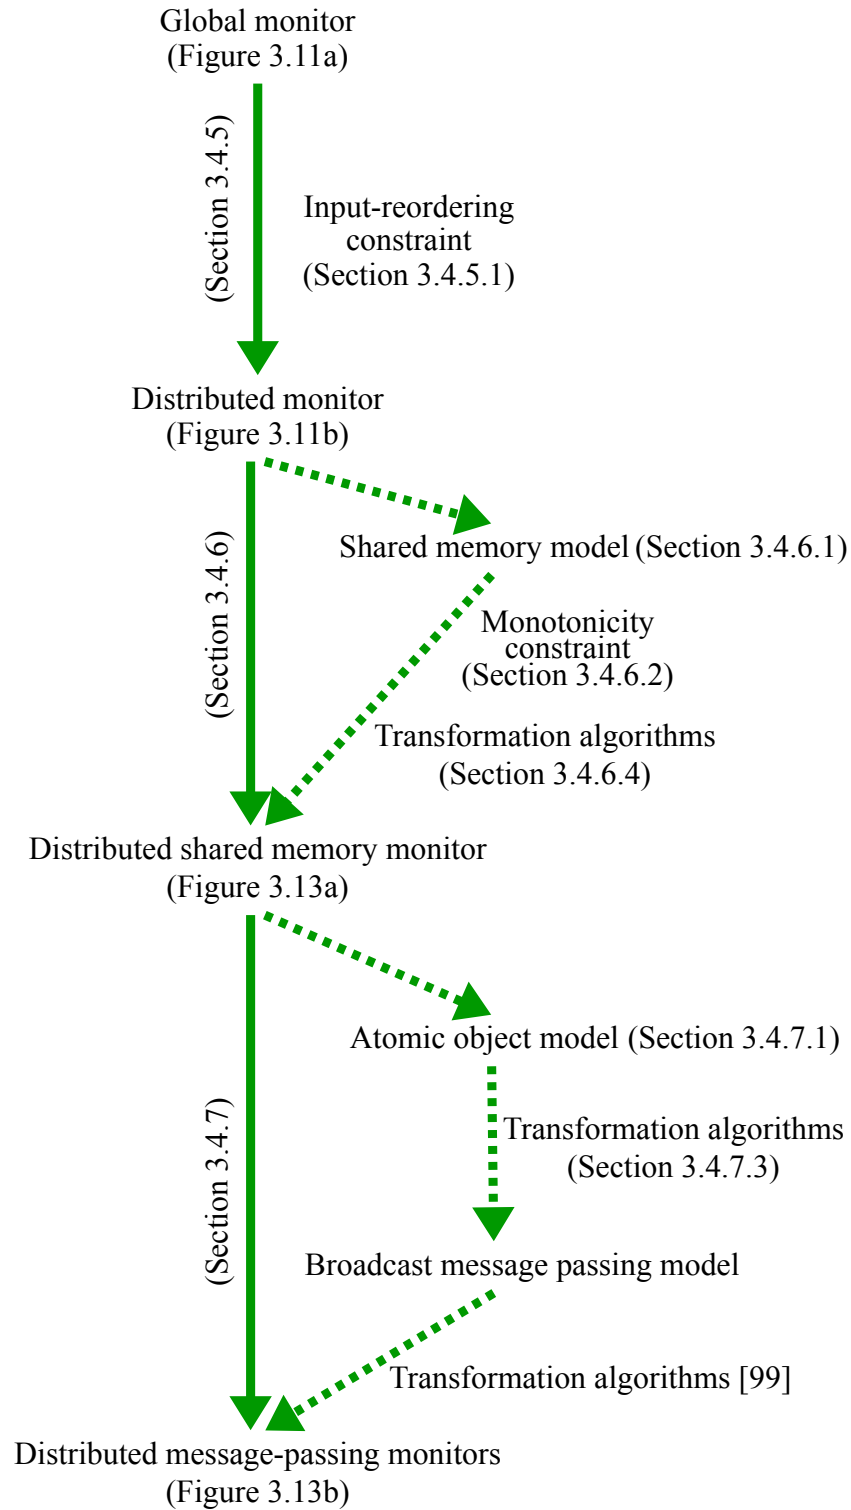 Global monitor
(Figure 3.11a)
(Section 3.4.5)
Input-reordering
constraint
(Section 3.4.5.1)
Distributed monitor
(Figure 3.11b)
(Section 3.4.6)
Shared memory model (Section 3.4.6.1)
Monotonicity
constraint
(Section 3.4.6.2)
Transformation algorithms
(Section 3.4.6.4)
Distributed shared memory monitor
(Figure 3.13a)
(Section 3.4.7)
Atomic object model (Section 3.4.7.1)
Transformation algorithms
(Section 3.4.7.3)
Broadcast message passing model
Transformation algorithms [99]
Distributed message-passing monitors
(Figure 3.13b)